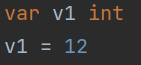 var v1 int
v1 = 12